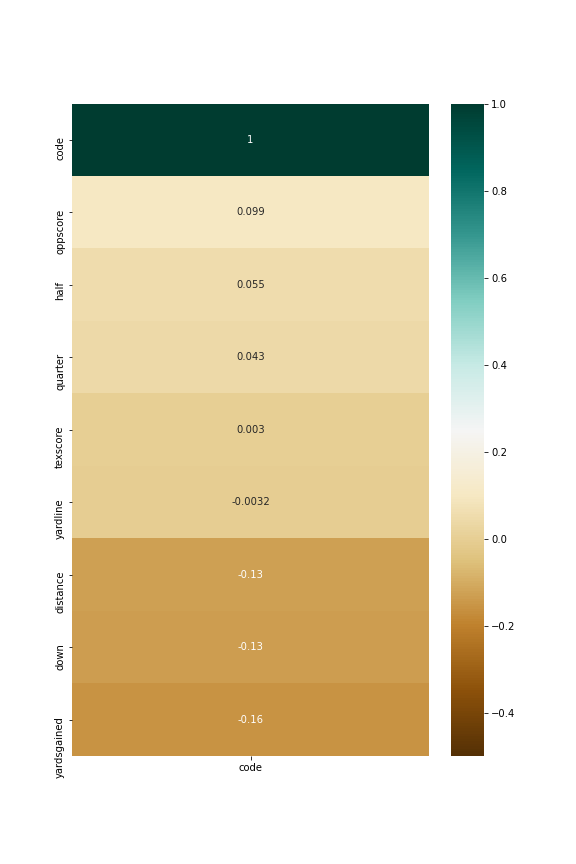 code 1
oppscore 0.099
half 0.055
quarter 0.043
texscore 0.003
yardline -0.0032
distance -0.13
down -0.13
yardsgained -0.16
code
1.0
0.8
0.6
0.4
0.2
0.0
−0.2
−0.4